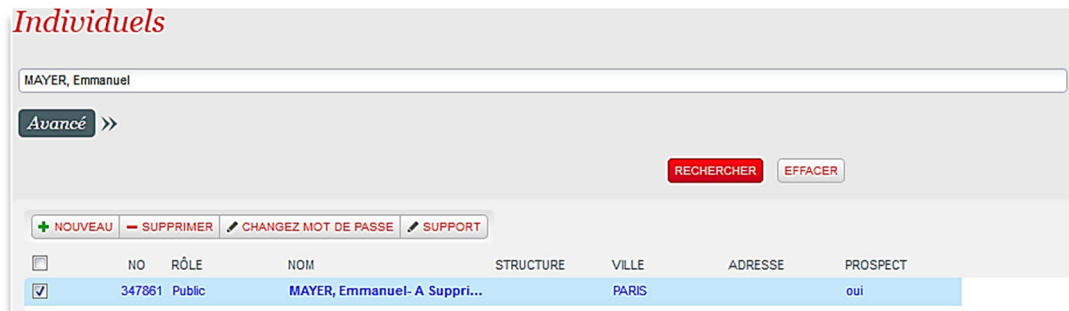 Individuels
MAYER, Emmanuel
Avancé »
RECHERCHER EFFACER
NOUVEAU SUPPRIMER CHANGEZ MOT DE PASSE SUPPORT
NO RÔLE NOM STRUCTURE VILLE ADRESSE PROSPECT
347861 Public MAYER, Emmanuel- A Suppri... PARIS oui